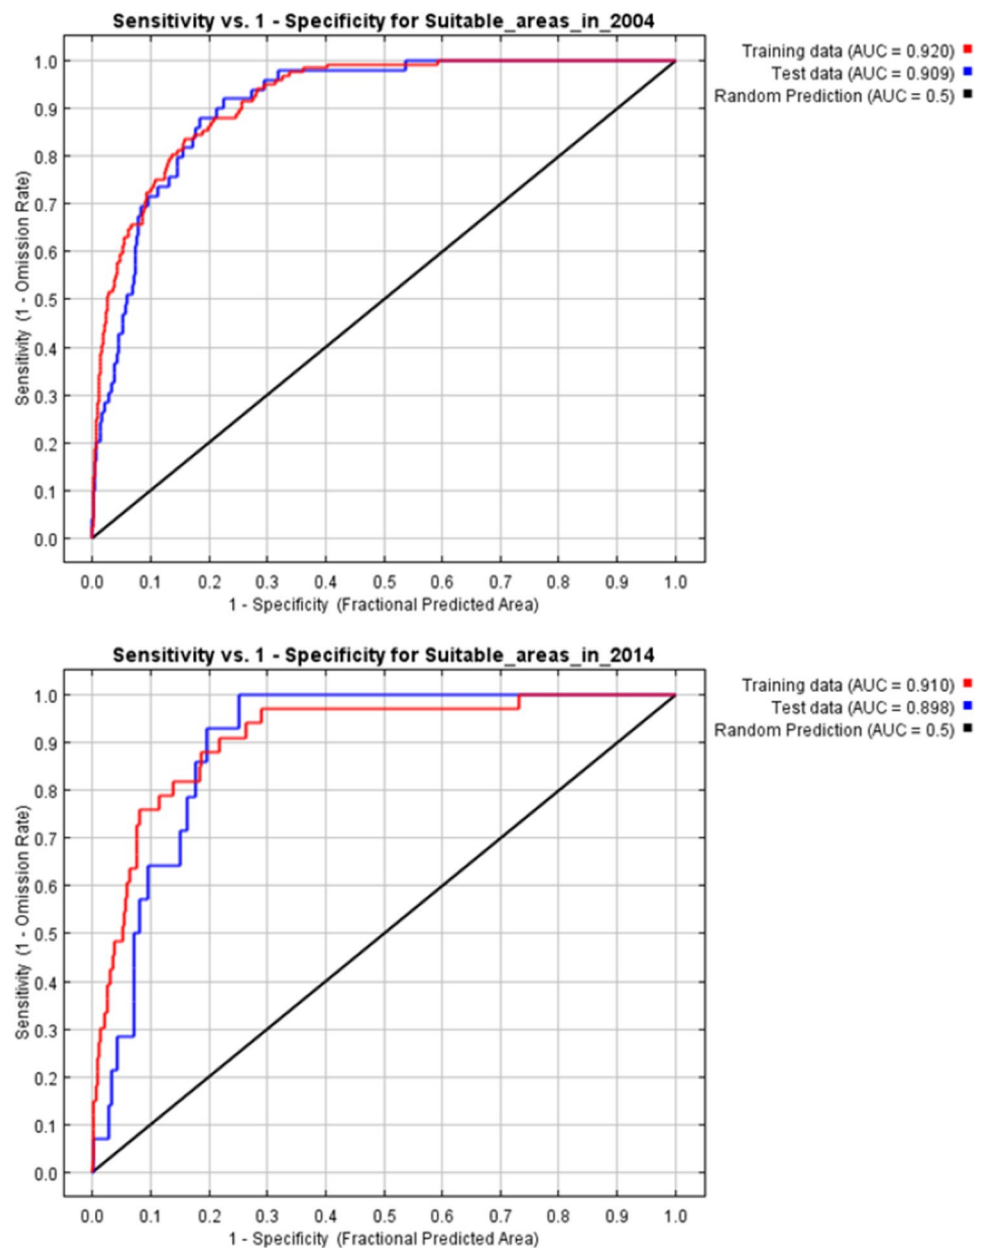 Sensitivity vs. 1 - Specificity for Suitable_areas_in_2004
Training data (AUC = 0.920)
Test data (AUC = 0.909)
Random Prediction (AUC = 0.5)
Sensitivity (1 - Omission Rate)
1.0
0.9
0.8
0.7
0.6
0.5
0.4
0.3
0.2
0.1
0.0
0.0 0.1 0.2 0.3 0.4 0.5 0.6 0.7 0.8 0.9 1.0
1 - Specificity (Fractional Predicted Area)
Sensitivity vs. 1 - Specificity for Suitable_areas_in_2014
Training data (AUC = 0.910)
Test data (AUC = 0.898)
Random Prediction (AUC = 0.5)
Sensitivity (1 - Omission Rate)
1.0
0.9
0.8
0.7
0.6
0.5
0.4
0.3
0.2
0.1
0.0
0.0 0.1 0.2 0.3 0.4 0.5 0.6 0.7 0.8 0.9 1.0
1 - Specificity (Fractional Predicted Area)